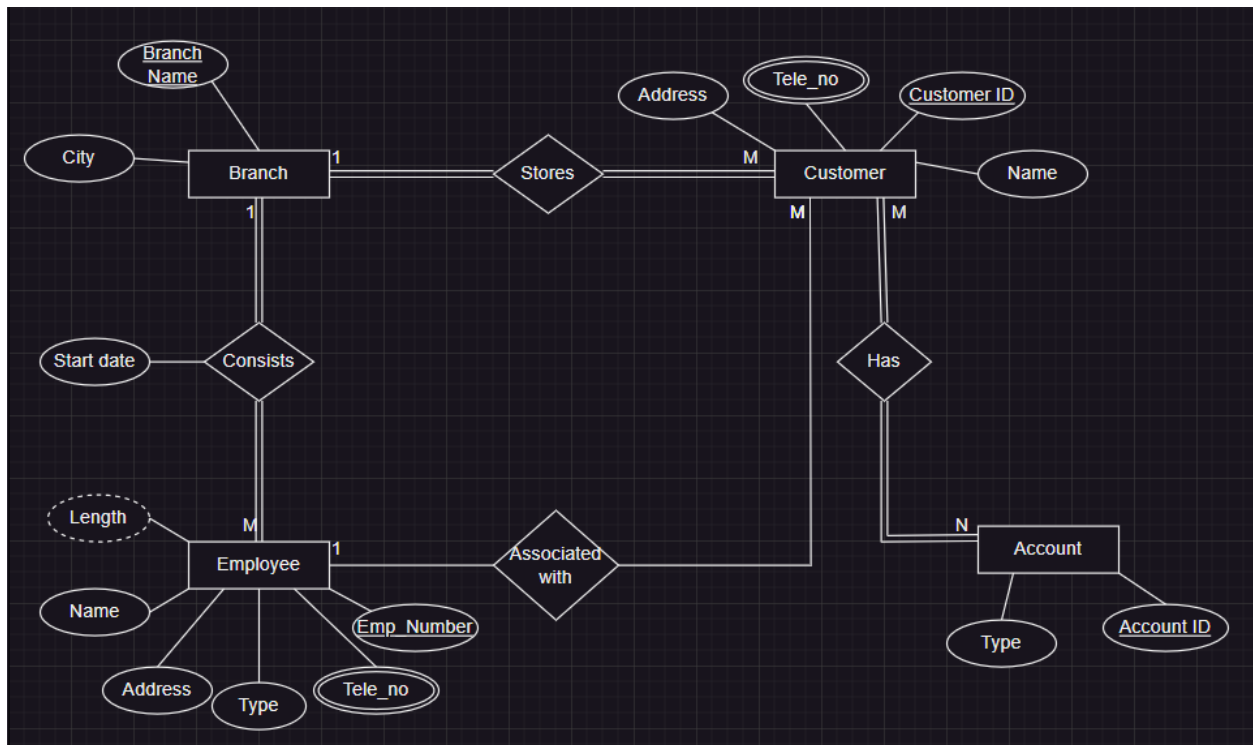 Branch
Name
Tele_no
Address
Customer ID
City
1
M
Branch
Stores
Customer
Name
1
M
M
Start date
Consists
Has
Length
M
N
1
Employee
Associated
with
Account
Name
Emp_Number
Type
Account ID
Address
Type
Tele_no